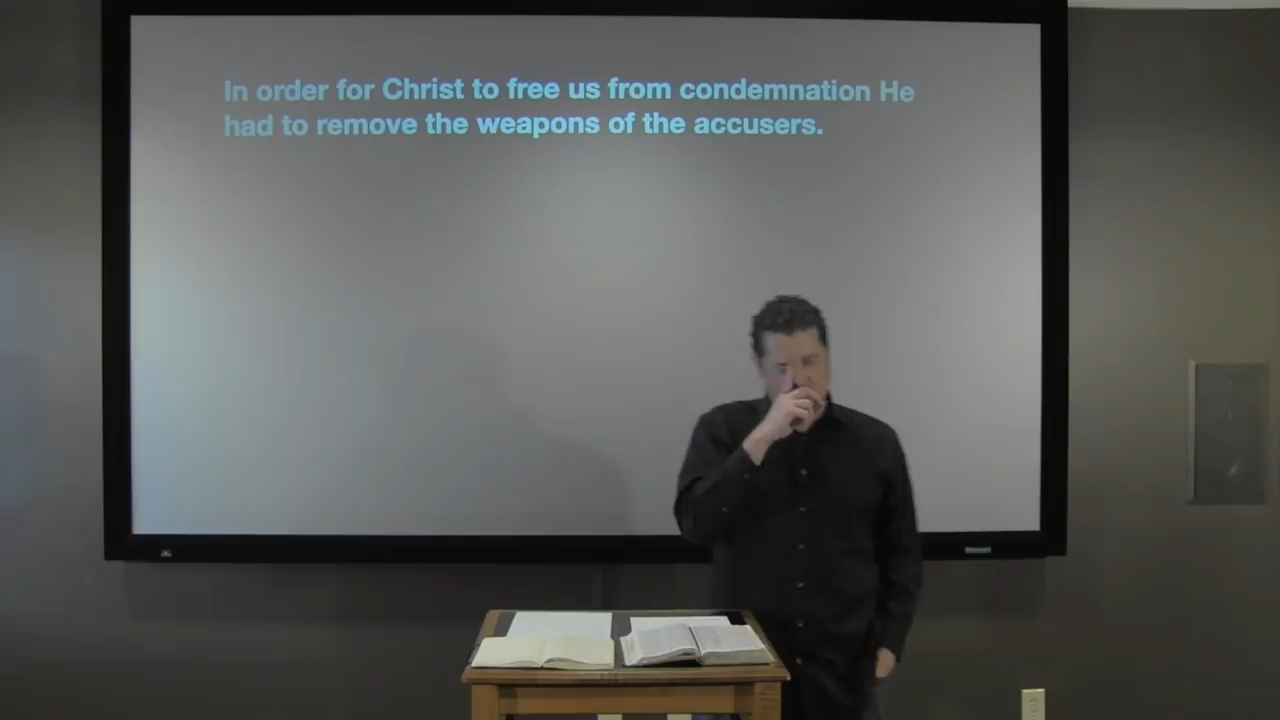 In order for Christ to free us from condemnation He
had to remove the weapons of the accusers.